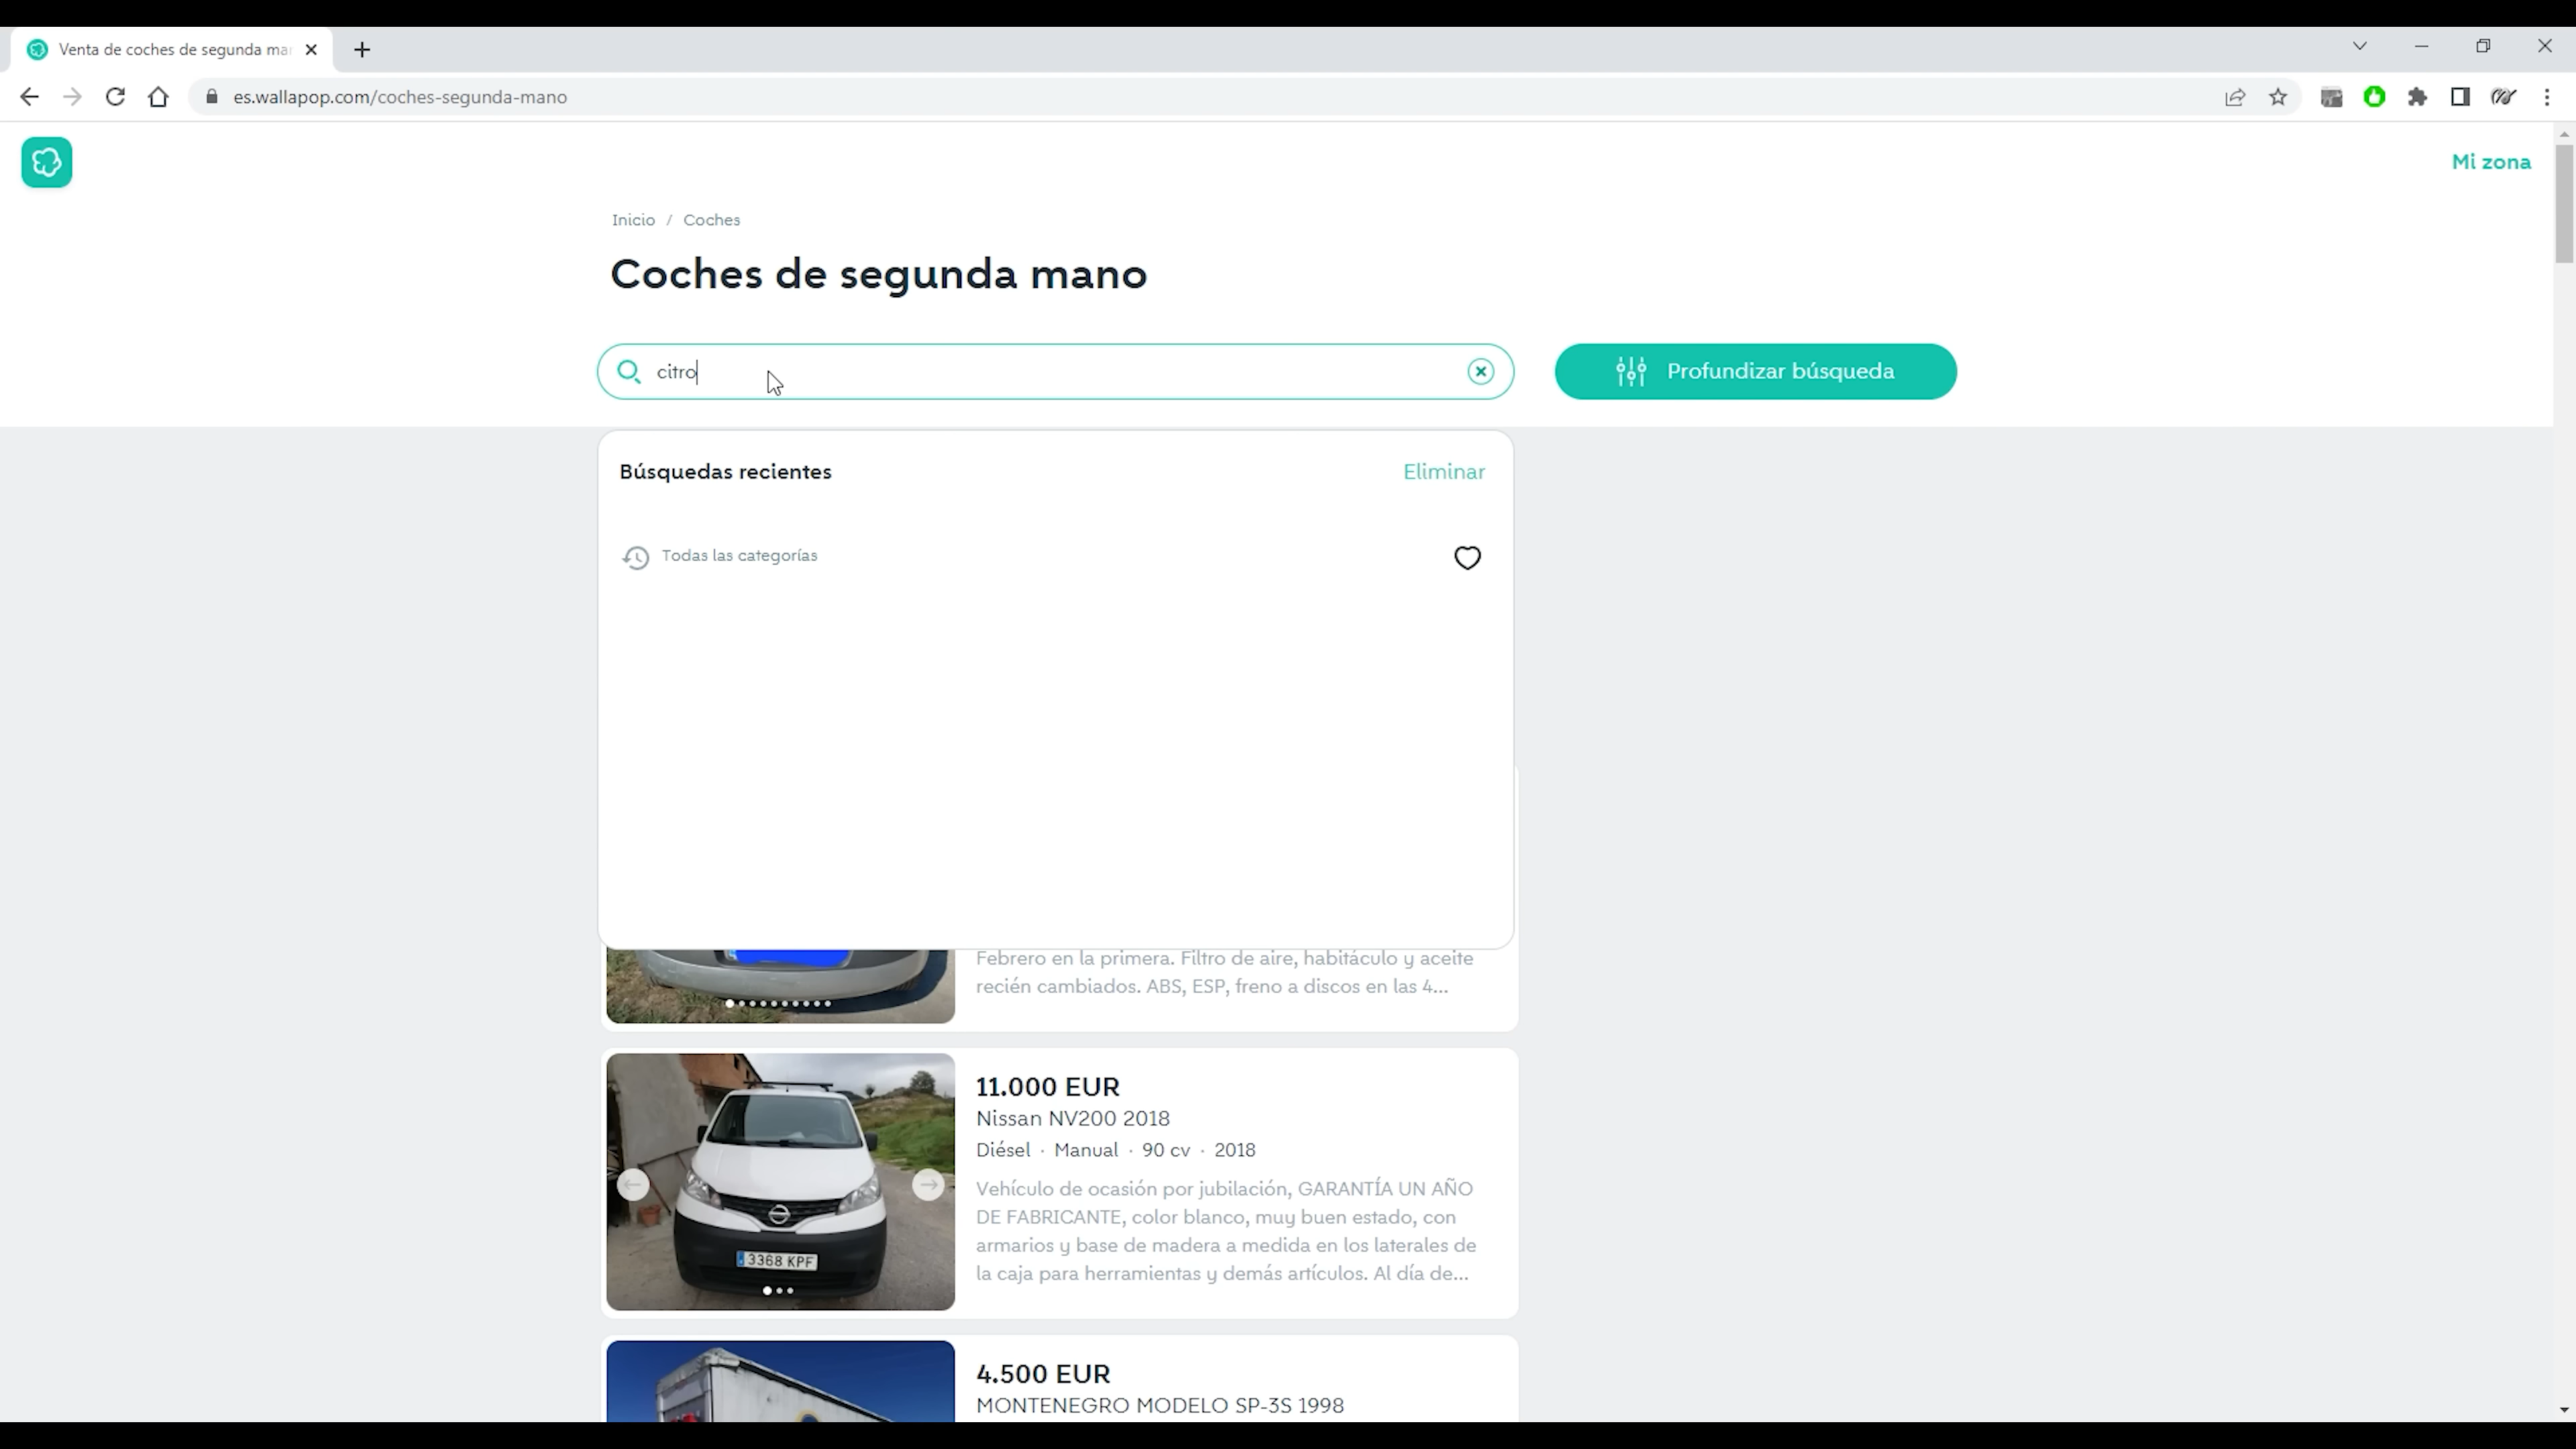 Venta de coches de segunda ma
es.wallapop.com/coches-segunda-mano
Mi zona
Inicio / Coches
Coches de segunda mano
citro
Profundizar búsqueda
Búsquedas recientes
Eliminar
Todas las categorías
Febrero en la primera. Filtro de aire, habitáculo y aceite
recién cambiados. ABS, ESP, freno a discos en las 4...
11.000 EUR
Nissan NV200 2018
Diésel · Manual · 90 cv · 2018
Vehículo de ocasión por jubilación, GARANTÍA UN AÑO
DE FABRICANTE, color blanco, muy buen estado, con
armarios y base de madera a medida en los laterales de
la caja para herramientas y demás artículos. Al día de...
3368 KPF
4.500 EUR
MONTENEGRO MODELO SP-3S 1998